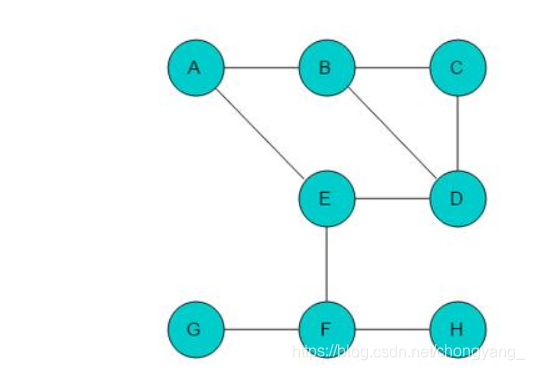 A B C
E D
G F H
https://blog.csdn.net/chongyang_